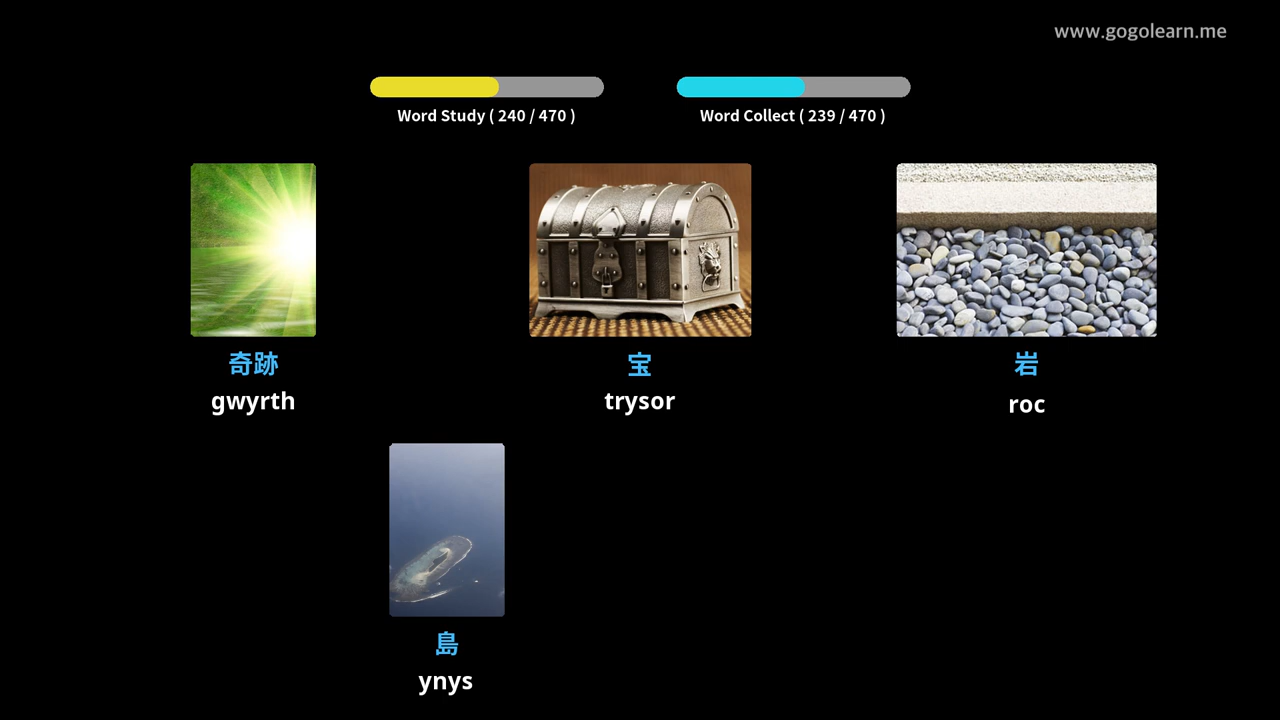 www.gogolearn.me
Word Study ( 240 / 470 )
Word Collect ( 239 / 470 )
奇跡
gwyrth
宝
trysor
岩
roc
島
ynys